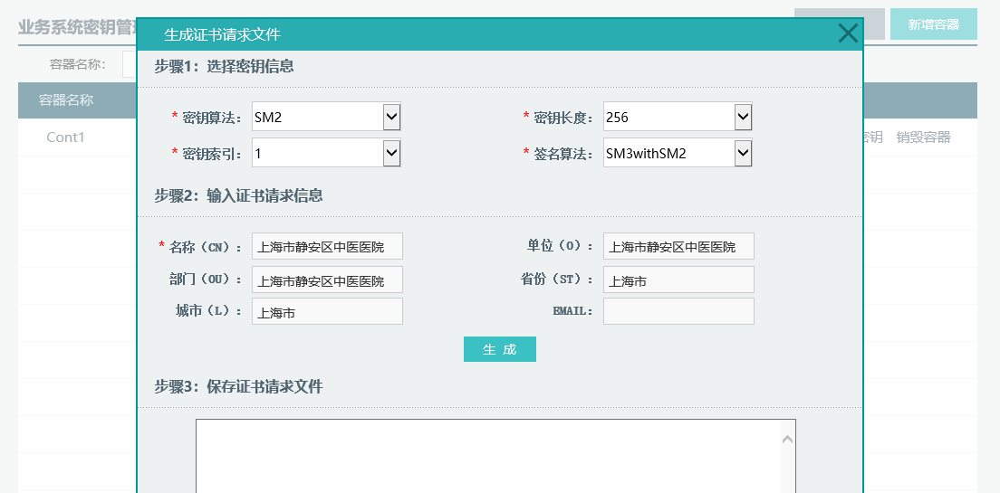 业务系统密钥管理
新增容器
生成证书请求文件
容器名称：
步骤1：选择密钥信息
容器名称
* 密钥算法： SM2 * 密钥长度： 256
Cont1 密钥 销毁容器
* 密钥索引： 1 * 签名算法： SM3withSM2
步骤2：输入证书请求信息
* 名称（CN）： 上海市静安区中医医院 单位（O）： 上海市静安区中医医院
部门（OU）： 上海市静安区中医医院 省份（ST）： 上海市
城市（L）： 上海市 EMAIL：
生 成
步骤3：保存证书请求文件